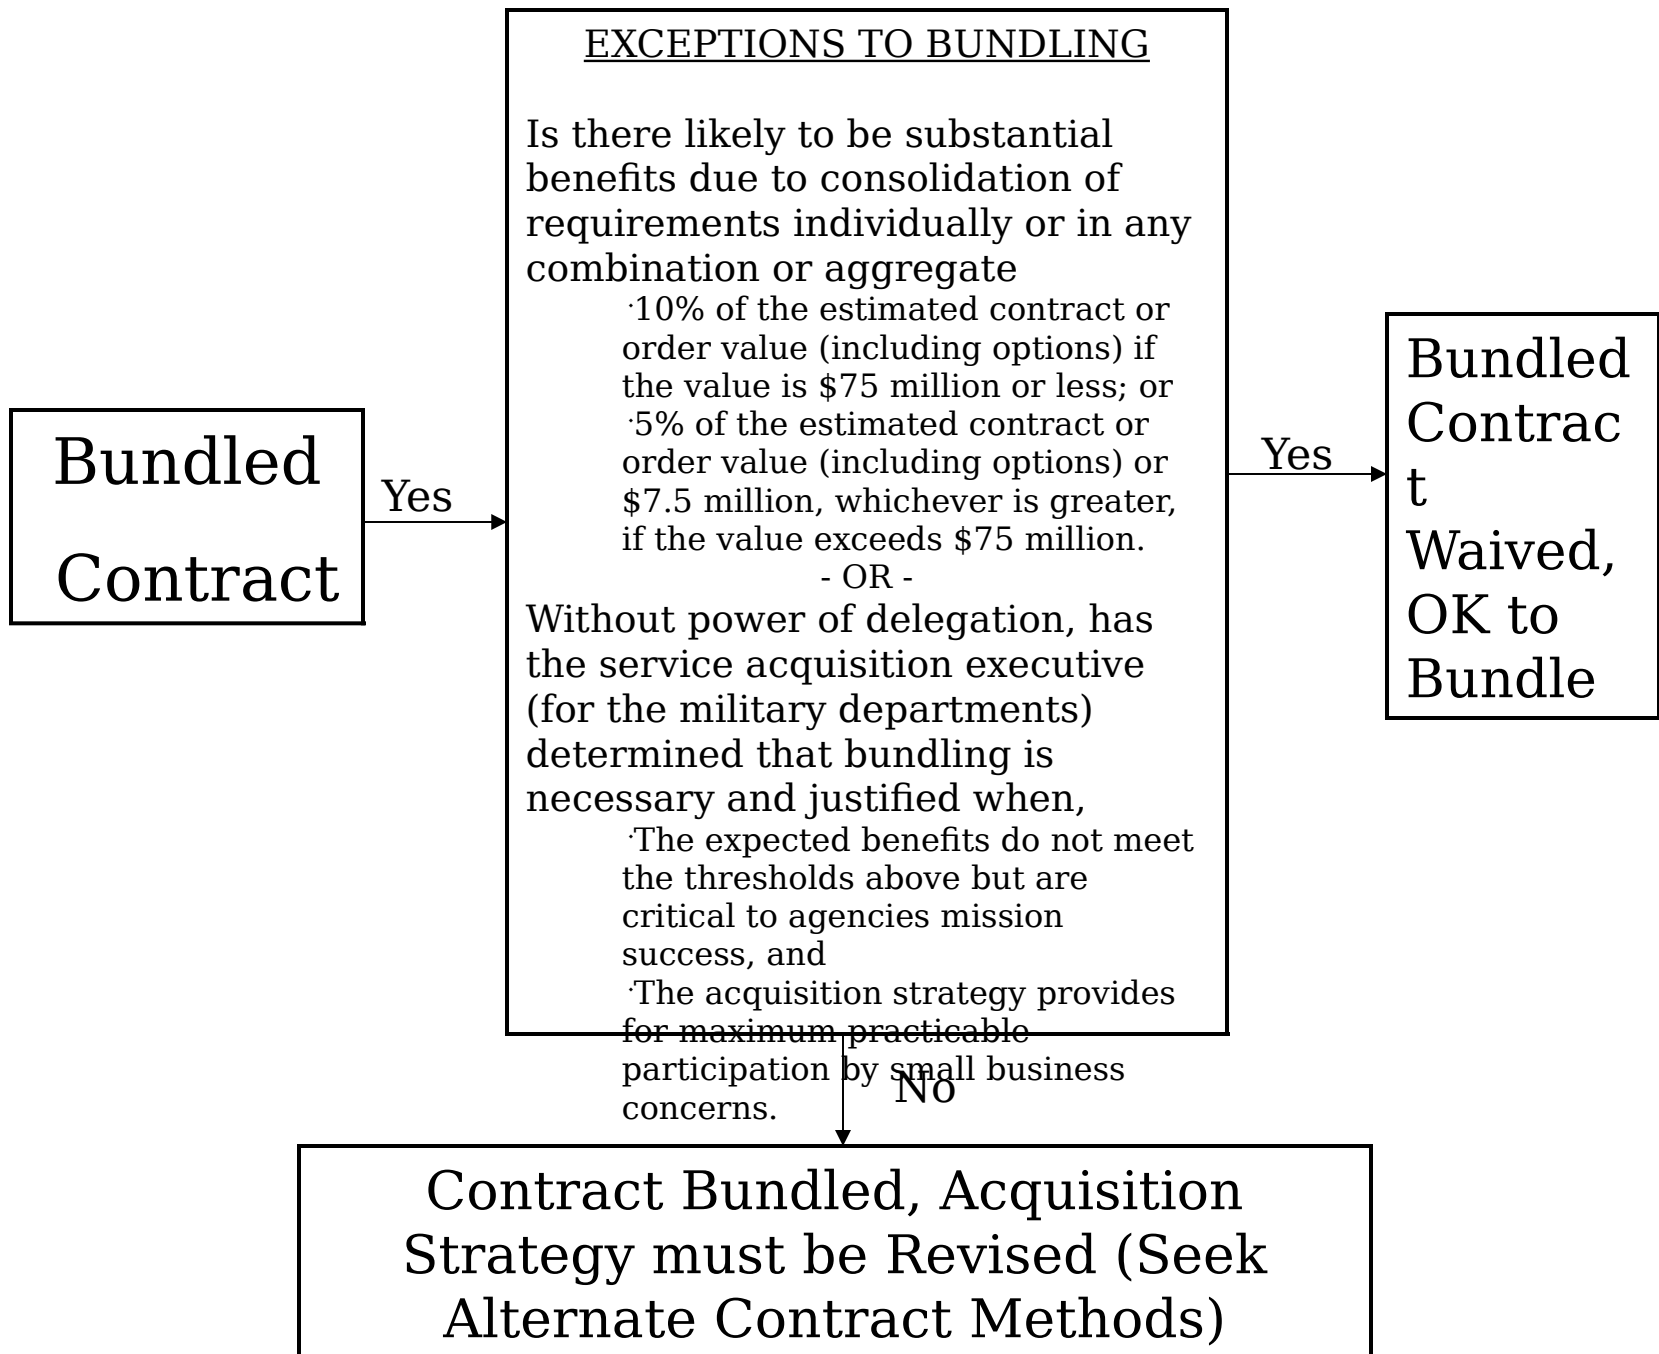 Bundled
Contract
Yes
EXCEPTIONS TO BUNDLING
Is there likely to be substantial
benefits due to consolidation of
requirements individually or in any
combination or aggregate
·10% of the estimated contract or
order value (including options) if
the value is $75 million or less; or
·5% of the estimated contract or
order value (including options) or
$7.5 million, whichever is greater,
if the value exceeds $75 million.
- OR -
Without power of delegation, has
the service acquisition executive
(for the military departments)
determined that bundling is
necessary and justified when,
·The expected benefits do not meet
the thresholds above but are
critical to agencies mission
success, and
·The acquisition strategy provides
for maximum practicable
participation by small business
concerns.
Yes
Bundled
Contrac
t
Waived,
OK to
Bundle
No
Contract Bundled, Acquisition
Strategy must be Revised (Seek
Alternate Contract Methods)